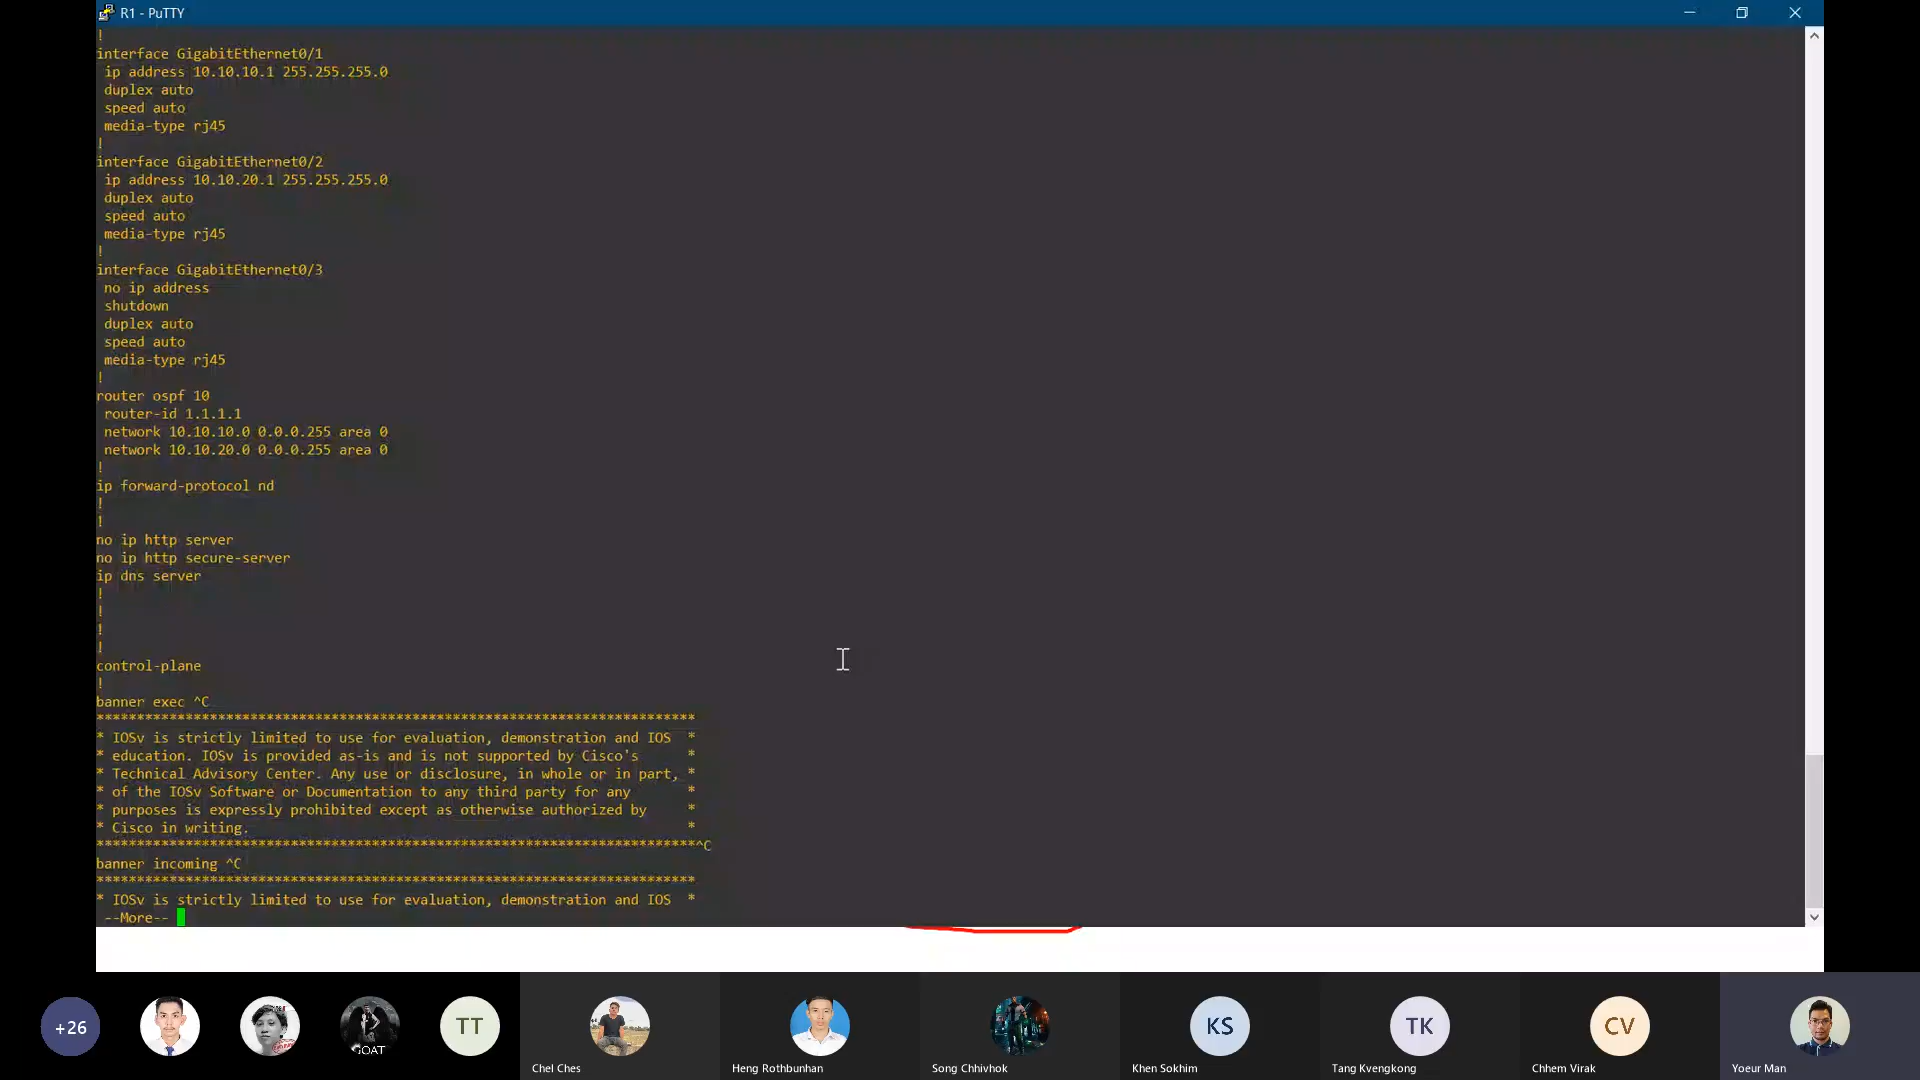 R1 - PuTTY
!
interface GigabitEthernet0/1
ip address 10.10.10.1 255.255.255.0
duplex auto
speed auto
media-type rj45
!
interface GigabitEthernet0/2
ip address 10.10.20.1 255.255.255.0
duplex auto
speed auto
media-type rj45
!
interface GigabitEthernet0/3
no ip address
shutdown
duplex auto
speed auto
media-type rj45
!
router ospf 10
router-id 1.1.1.1
network 10.10.10.0 0.0.0.255 area 0
network 10.10.20.0 0.0.0.255 area 0
!
ip forward-protocol nd
!
!
no ip http server
no ip http secure-server
ip dns server
!
!
!
!
control-plane
!
banner exec ^C
**************************************************************************
* IOSv is strictly limited to use for evaluation, demonstration and IOS  *
* education. IOSv is provided as-is and is not supported by Cisco's      *
* Technical Advisory Center. Any use or disclosure, in whole or in part, *
* of the IOSv Software or Documentation to any third party for any       *
* purposes is expressly prohibited except as otherwise authorized by     *
* Cisco in writing.                                                      *
**************************************************************************^C
banner incoming ^C
**************************************************************************
* IOSv is strictly limited to use for evaluation, demonstration and IOS  *
--More--
+26
GOAT
TT
KS
TK
CV
Chel Ches
Heng Rothbunhan
Song Chhivhok
Khen Sokhim
Tang Kvengkong
Chhem Virak
Yoeur Man